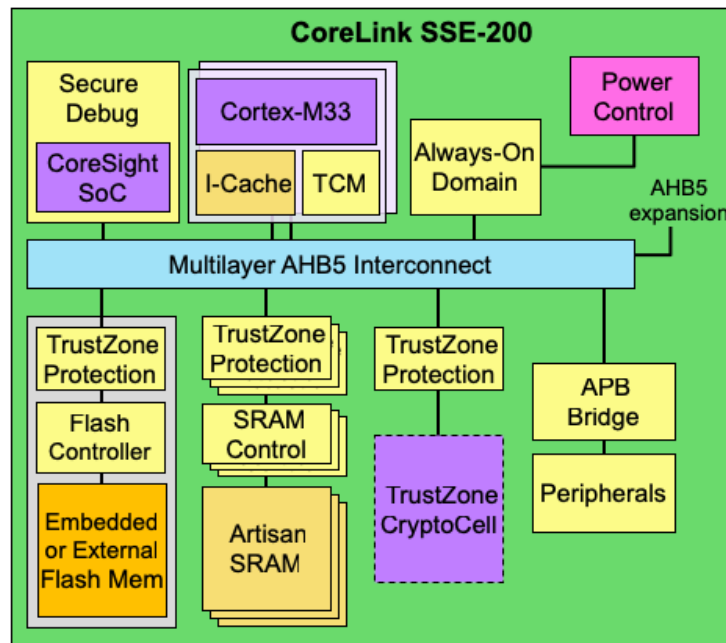 CoreLink SSE-200
Secure
Debug
CoreSight
SoC
Cortex-M33
I-Cache
TCM
Always-On
Domain
Power
Control
AHB5
expansion
Multilayer AHB5 Interconnect
TrustZone
Protection
Flash
Controller
Embedded
or External
Flash Mem
TrustZone
Protection
SRAM
Control
Artisan
SRAM
TrustZone
Protection
TrustZone
CryptoCell
APB
Bridge
Peripherals